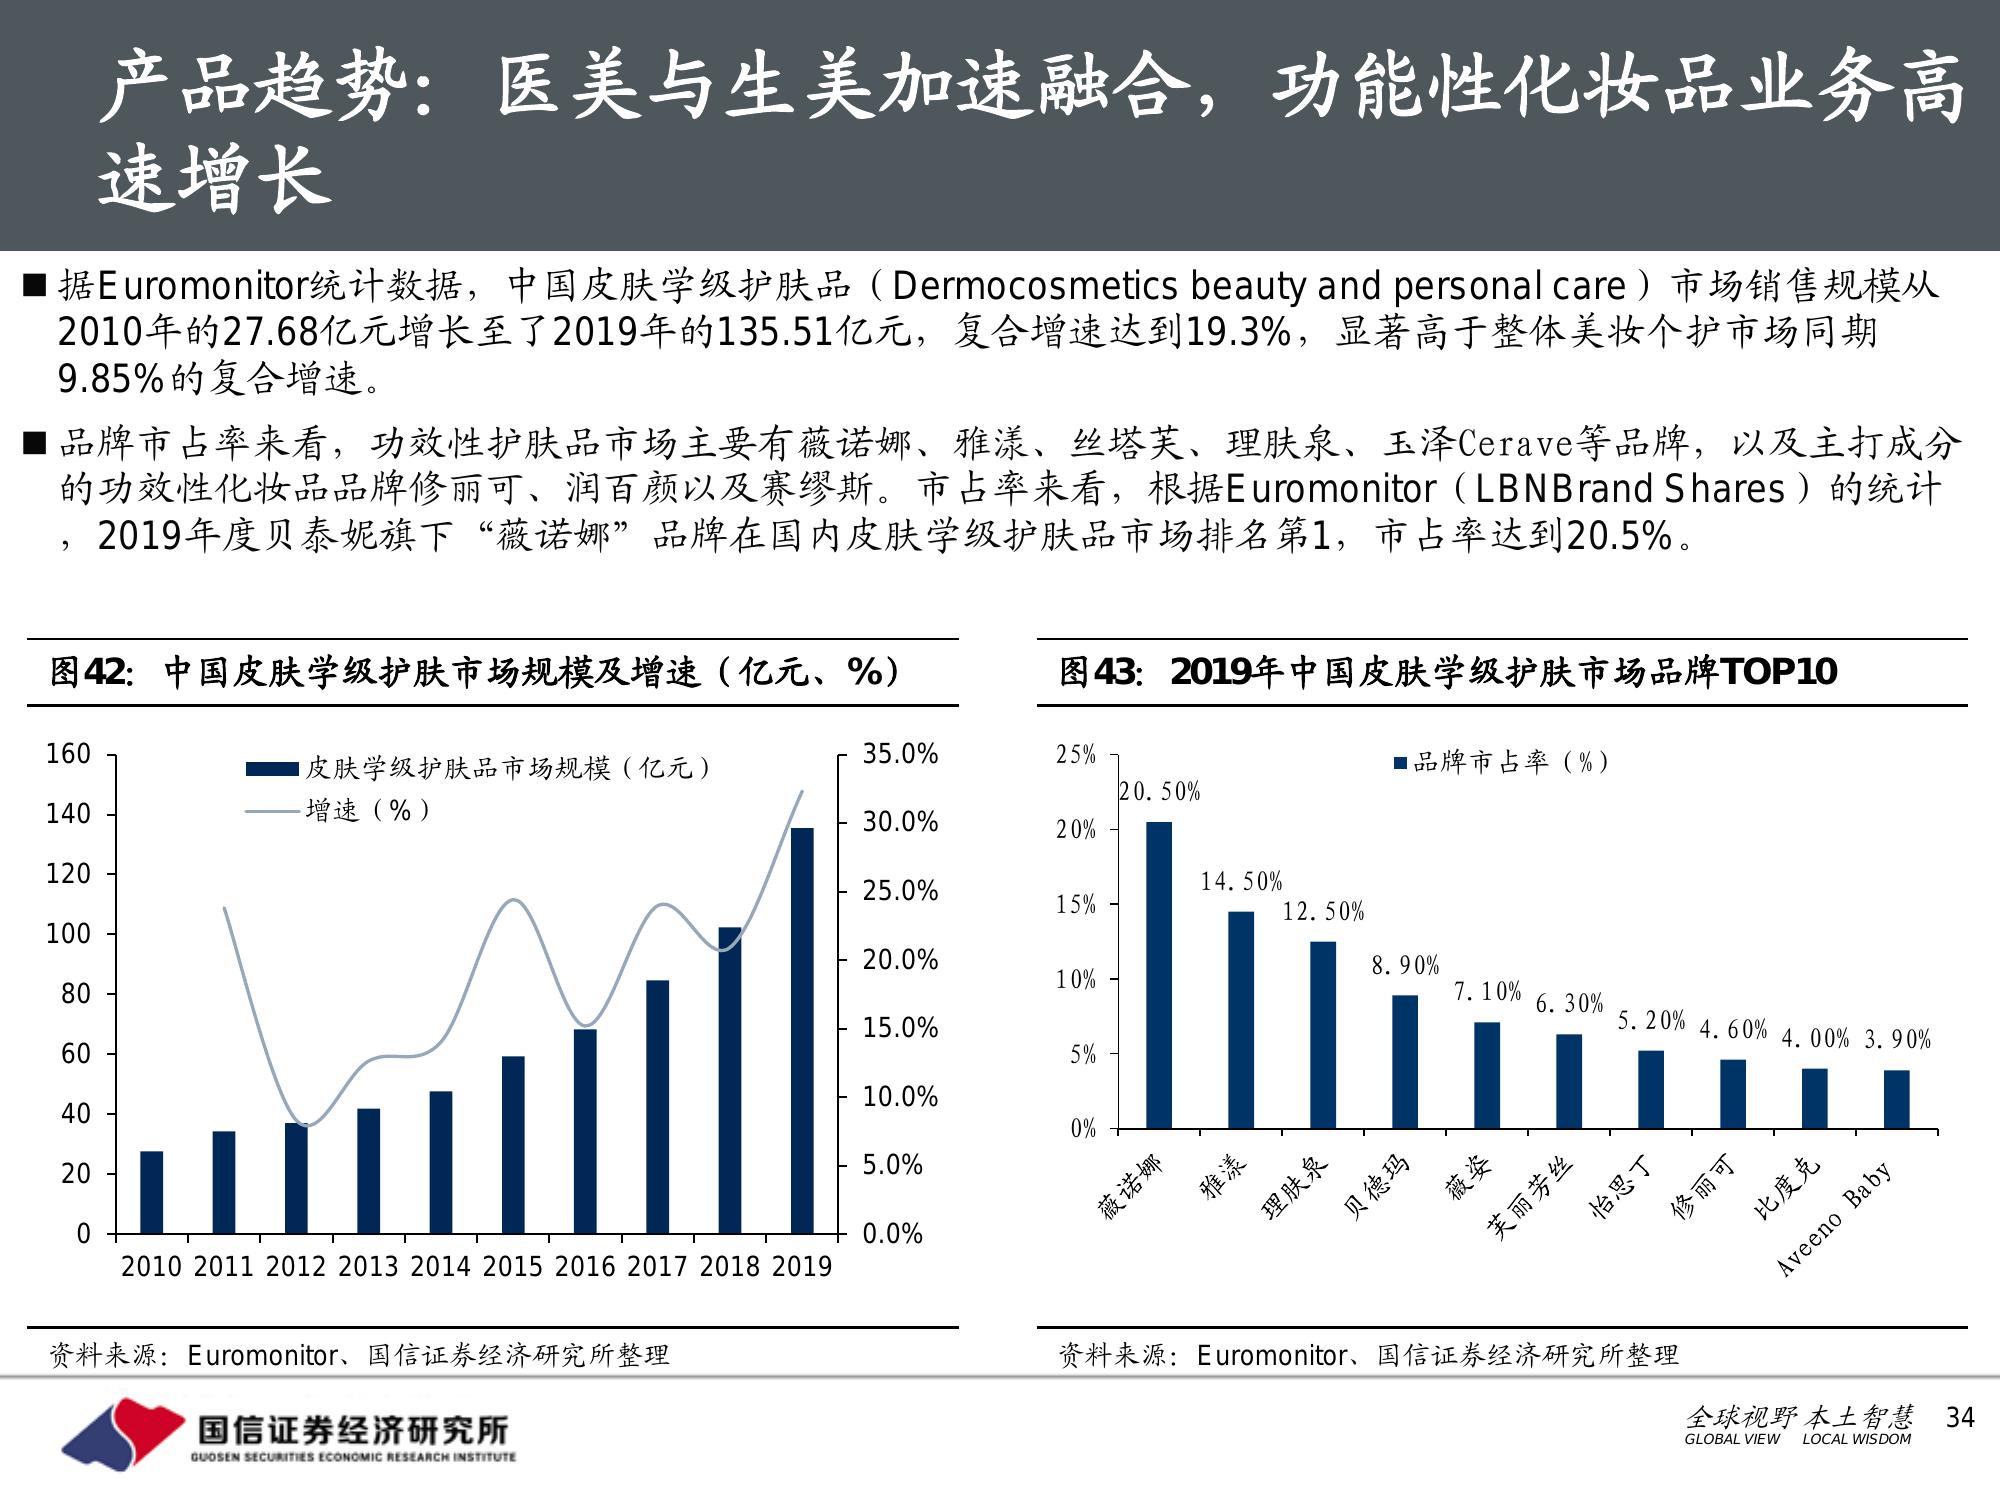 产品趋势：医美与生美加速融合，功能性化妆品业务高
速增长
■据Euromonitor统计数据，中国皮肤学级护肤品（Dermocosmetics beauty and personal care）市场销售规模从
2010年的27.68亿元增长至了2019年的135.51亿元，复合增速达到19.3%，显著高于整体美妆个护市场同期
9.85%的复合增速。
■品牌市占率来看，功效性护肤品市场主要有薇诺娜、雅漾、丝塔芙、理肤泉、玉泽Cerave等品牌，以及主打成分
的功效性化妆品品牌修丽可、润百颜以及赛缪斯。市占率来看，根据Euromonitor（LBNBrand Shares）的统计
，2019年度贝泰妮旗下“薇诺娜”品牌在国内皮肤学级护肤品市场排名第1，市占率达到20.5%。
图42：中国皮肤学级护肤市场规模及增速（亿元、%）
皮肤学级护肤品市场规模（亿元）
增速（%）
160
140
120
100
80
60
40
20
0
35.0%
30.0%
25.0%
20.0%
15.0%
10.0%
5.0%
0.0%
2010 2011 2012 2013 2014 2015 2016 2017 2018 2019
资料来源：Euromonitor、国信证券经济研究所整理
图43：2019年中国皮肤学级护肤市场品牌TOP10
品牌市占率（%）
25%
20%
15%
10%
5%
0%
20.50%
14.50%
12.50%
8.90%
7.10%
6.30%
5.20%
4.60%
4.00%
3.90%
薇诺娜
雅漾
理肤泉
贝德玛
薇姿
芙丽芳丝
怡思丁
修丽可
比度克
Aveeno Baby
资料来源：Euromonitor、国信证券经济研究所整理
国信证券经济研究所
GUOSEN SECURITIES ECONOMIC RESEARCH INSTITUTE
全球视野 本土智慧
GLOBAL VIEW LOCAL WISDOM
34